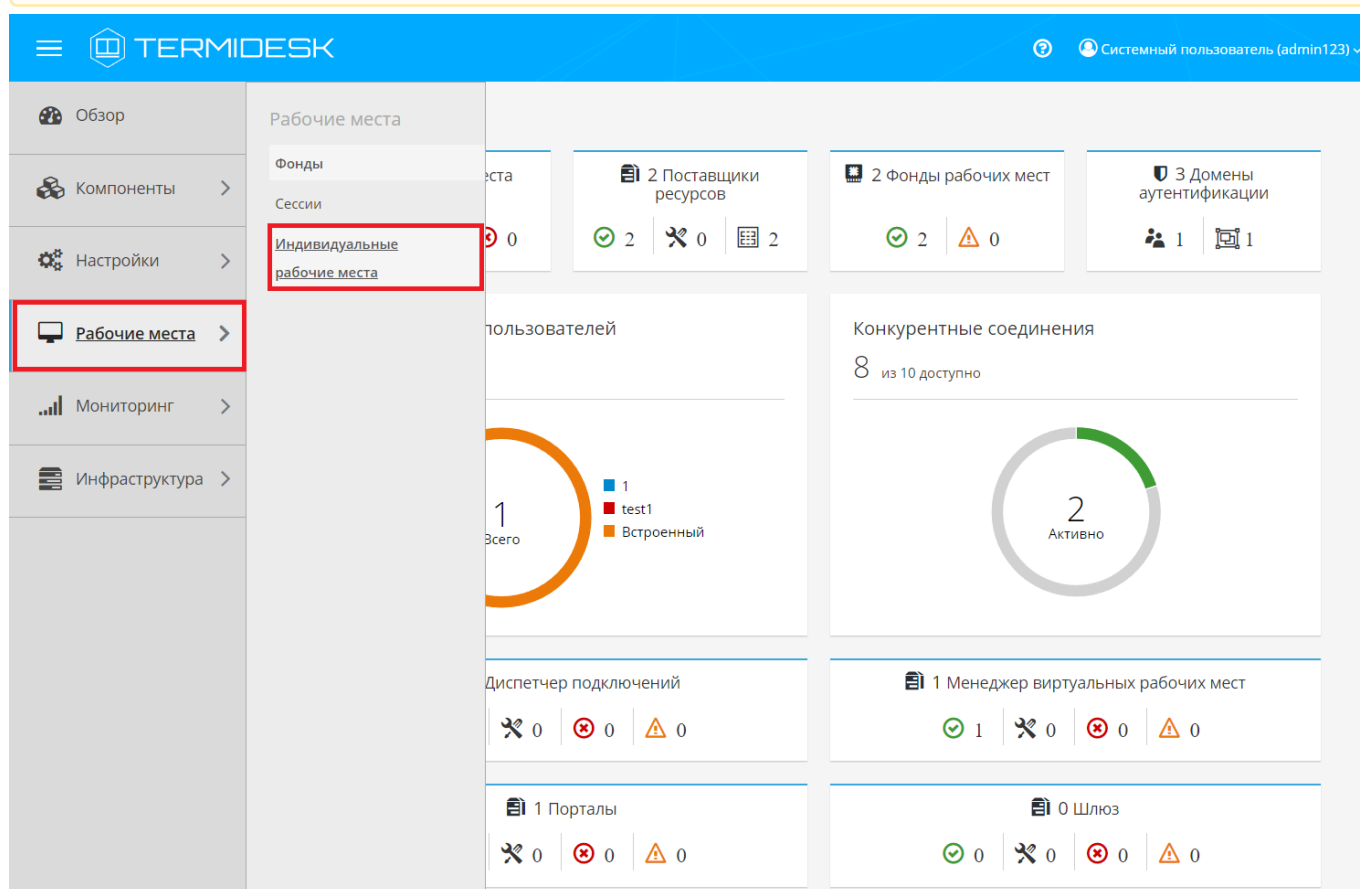 TERMIDESK
Системный пользователь (admin123)
Обзор
Компоненты
Настройки
Рабочие места
Мониторинг
Инфраструктура
Рабочие места
Фонды
Сессии
Индивидуальные
рабочие места
еста
0
2 Поставщики
ресурсов
2
0
2
2 Фонды рабочих мест
2
0
3 Домены
аутентификации
1
1
пользователей
1
Всего
1
test1
Встроенный
Конкурентные соединения
8 из 10 доступно
2
Активно
Диспетчер подключений
0
0
0
1 Менеджер виртуальных рабочих мест
1
0
0
0
1 Порталы
0
0
0
0 Шлюз
0
0
0
0